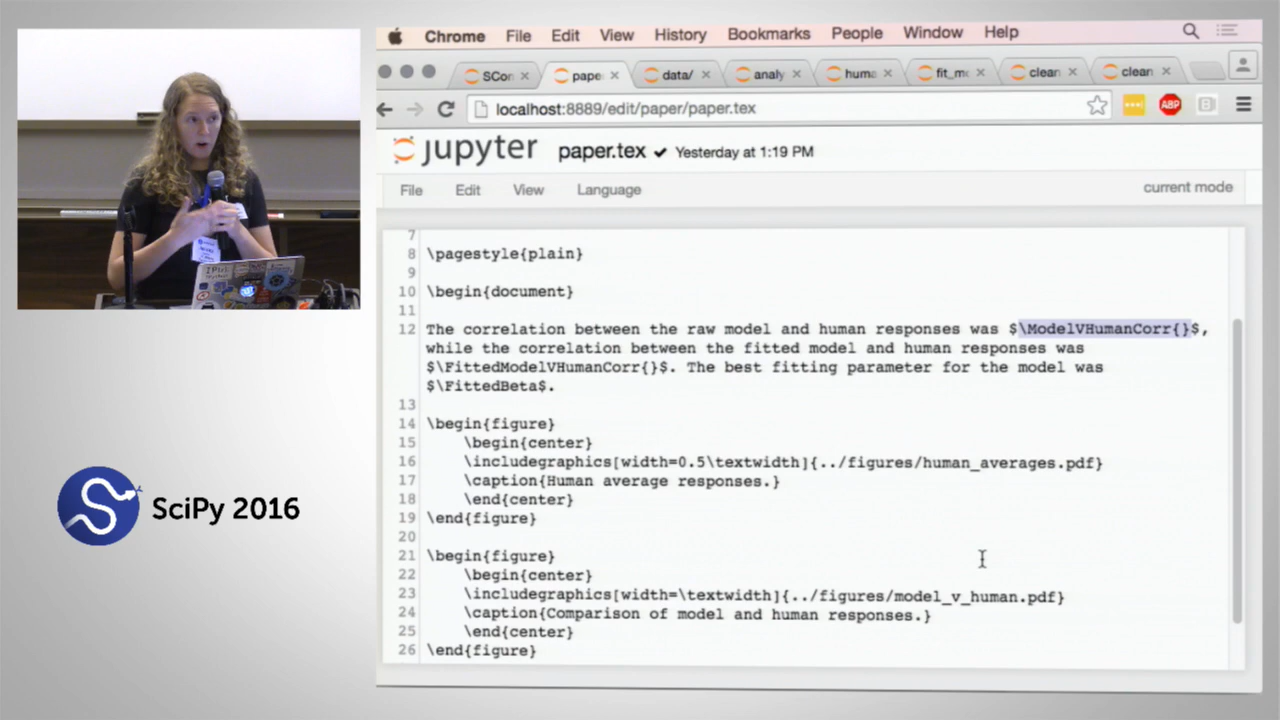 Chrome File Edit View History Bookmarks People Window Help
SCon
pape
data/
analy
huma
fit_m
clean
clean
localhost:8889/edit/paper/paper.tex
ABP
jupyter paper.tex ✔ Yesterday at 1:19 PM
File Edit View Language current mode
7
8 \pagestyle{plain}
9
10 \begin{document}
11
12 The correlation between the raw model and human responses was $\ModelVHumanCorr{}$,
while the correlation between the fitted model and human responses was
$\FittedModelVHumanCorr{}$. The best fitting parameter for the model was
$\FittedBeta$.
13
14 \begin{figure}
15 \begin{center}
16 \includegraphics[width=0.5\textwidth]{../figures/human_averages.pdf}
17 \caption{Human average responses.}
18 \end{center}
19 \end{figure}
20
21 \begin{figure}
22 \begin{center}
23 \includegraphics[width=\textwidth]{../figures/model_v_human.pdf}
24 \caption{Comparison of model and human responses.}
25 \end{center}
26 \end{figure}
SciPy 2016